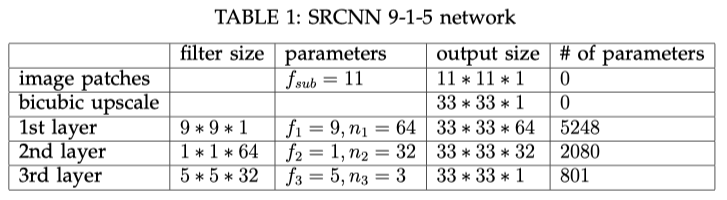 TABLE 1: SRCNN 9-1-5 network
filter size parameters output size # of parameters
image patches f_sub = 11 11 * 11 * 1 0
bicubic upscale 33 * 33 * 1 0
1st layer 9 * 9 * 1 f_1 = 9, n_1 = 64 33 * 33 * 64 5248
2nd layer 1 * 1 * 64 f_2 = 1, n_2 = 32 33 * 33 * 32 2080
3rd layer 5 * 5 * 32 f_3 = 5, n_3 = 3 33 * 33 * 1 801